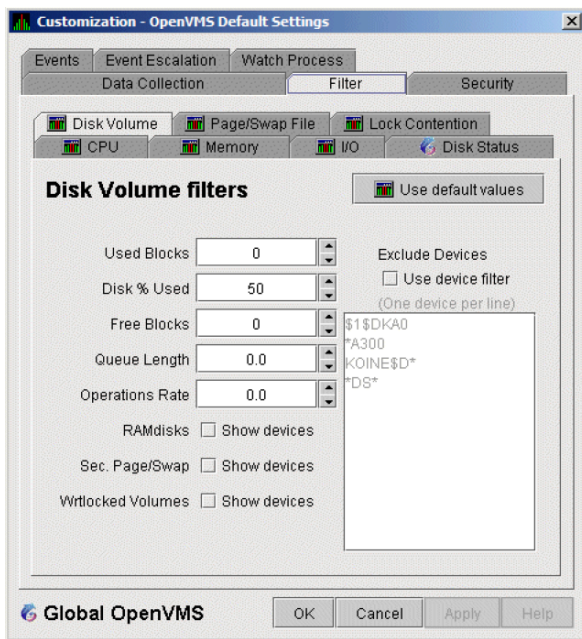 Customization - OpenVMS Default Settings
Events Event Escalation Watch Process
Data Collection Filter Security
Disk Volume Page/Swap File Lock Contention
CPU Memory I/O Disk Status
Disk Volume filters
Use default values
Used Blocks 0
Disk % Used 50
Free Blocks 0
Queue Length 0.0
Operations Rate 0.0
RAMdisks Show devices
Sec. Page/Swap Show devices
Wrtlocked Volumes Show devices
Exclude Devices
Use device filter
(One device per line)
$1$DKA0
*A300
KOINE$D*
*DS*
Global OpenVMS
OK Cancel Apply Help